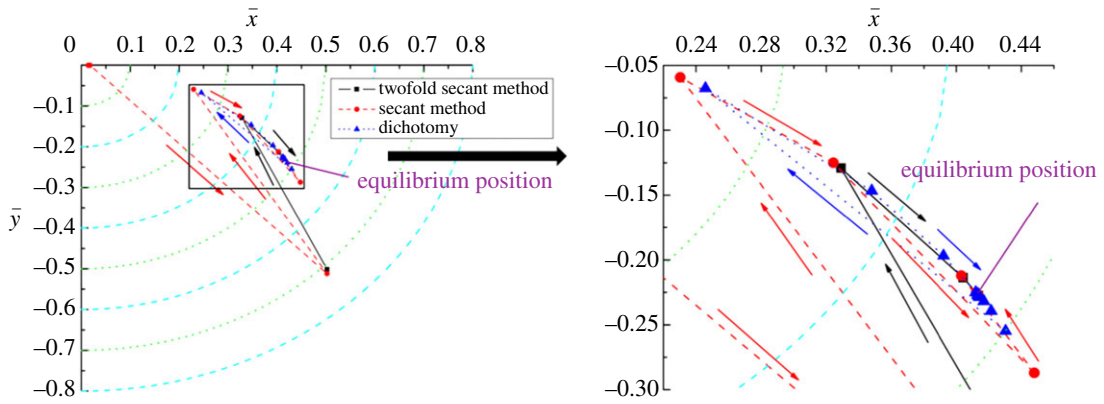 x̄
0 0.1 0.2 0.3 0.4 0.5 0.6 0.7 0.8
–0.1
–0.2
–0.3
–0.4
–0.5
–0.6
–0.7
–0.8
ȳ
twofold secant method
secant method
dichotomy
equilibrium position
x̄
0.24 0.28 0.32 0.36 0.40 0.44
–0.05
–0.10
–0.15
–0.20
–0.25
–0.30
equilibrium position